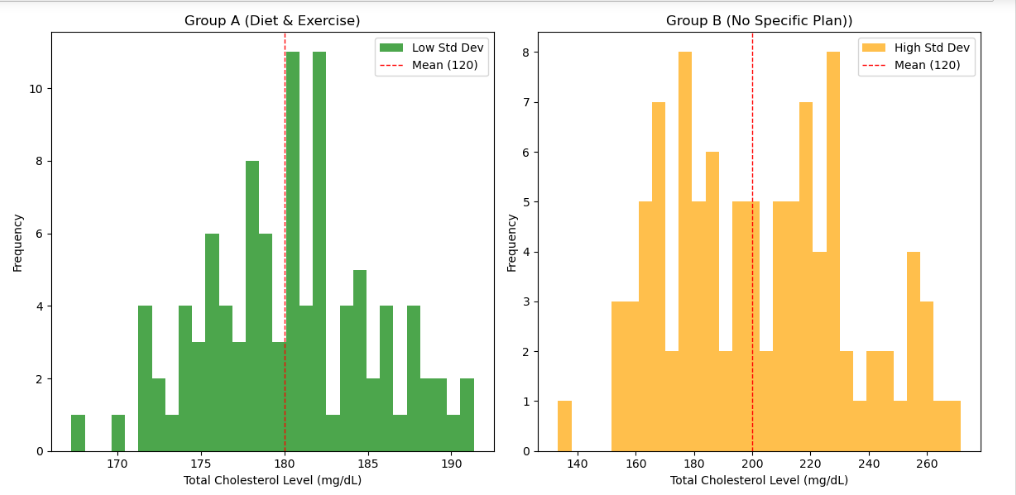 Group A (Diet & Exercise)
Low Std Dev
Mean (120)
Frequency
10
8
6
4
2
0
170 175 180 185 190
Total Cholesterol Level (mg/dL)
Group B (No Specific Plan))
High Std Dev
Mean (120)
Frequency
8
7
6
5
4
3
2
1
0
140 160 180 200 220 240 260
Total Cholesterol Level (mg/dL)